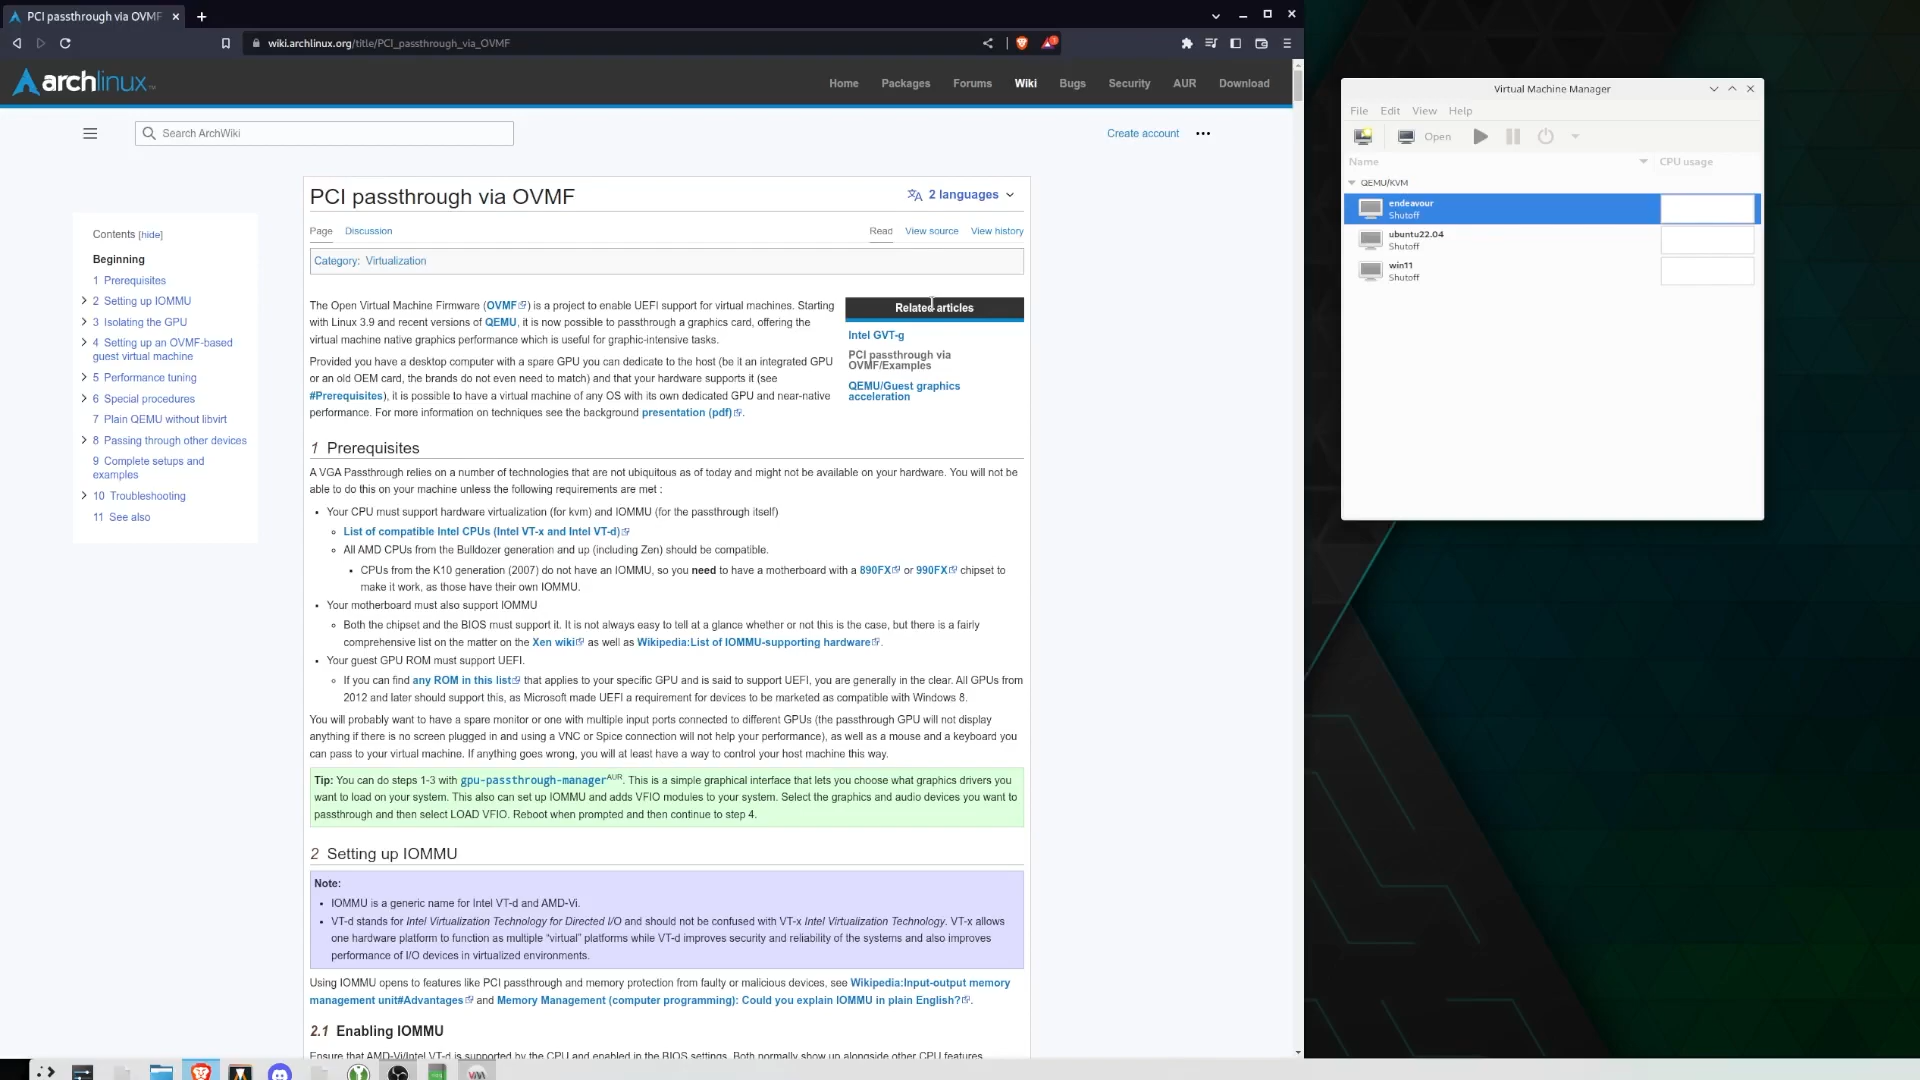 PCI passthrough via OVMF
wiki.archlinux.org/title/PCI_passthrough_via_OVMF
archlinux
Home Packages Forums Wiki Bugs Security AUR Download
Search ArchWiki
Create account
Contents [hide]
Beginning
1 Prerequisites
2 Setting up IOMMU
3 Isolating the GPU
4 Setting up an OVMF-based
guest virtual machine
5 Performance tuning
6 Special procedures
7 Plain QEMU without libvirt
8 Passing through other devices
9 Complete setups and
examples
10 Troubleshooting
11 See also
PCI passthrough via OVMF
2 languages
Page Discussion
Read View source View history
Category: Virtualization
The Open Virtual Machine Firmware (OVMF) is a project to enable UEFI support for virtual machines. Starting
with Linux 3.9 and recent versions of QEMU, it is now possible to passthrough a graphics card, offering the
virtual machine native graphics performance which is useful for graphic-intensive tasks.
Provided you have a desktop computer with a spare GPU you can dedicate to the host (be it an integrated GPU
or an old OEM card, the brands do not even need to match) and that your hardware supports it (see
#Prerequisites), it is possible to have a virtual machine of any OS with its own dedicated GPU and near-native
performance. For more information on techniques see the background presentation (pdf).
Related articles
Intel GVT-g
PCI passthrough via
OVMF/Examples
QEMU/Guest graphics
acceleration
1 Prerequisites
A VGA Passthrough relies on a number of technologies that are not ubiquitous as of today and might not be available on your hardware. You will not be
able to do this on your machine unless the following requirements are met :
Your CPU must support hardware virtualization (for kvm) and IOMMU (for the passthrough itself)
List of compatible Intel CPUs (Intel VT-x and Intel VT-d)
All AMD CPUs from the Bulldozer generation and up (including Zen) should be compatible.
CPUs from the K10 generation (2007) do not have an IOMMU, so you need to have a motherboard with a 890FX or 990FX chipset to
make it work, as those have their own IOMMU.
Your motherboard must also support IOMMU
Both the chipset and the BIOS must support it. It is not always easy to tell at a glance whether or not this is the case, but there is a fairly
comprehensive list on the matter on the Xen wiki as well as Wikipedia:List of IOMMU-supporting hardware.
Your guest GPU ROM must support UEFI.
If you can find any ROM in this list that applies to your specific GPU and is said to support UEFI, you are generally in the clear. All GPUs from
2012 and later should support this, as Microsoft made UEFI a requirement for devices to be marketed as compatible with Windows 8.
You will probably want to have a spare monitor or one with multiple input ports connected to different GPUs (the passthrough GPU will not display
anything if there is no screen plugged in and using a VNC or Spice connection will not help your performance), as well as a mouse and a keyboard you
can pass to your virtual machine. If anything goes wrong, you will at least have a way to control your host machine this way.
Tip: You can do steps 1-3 with gpu-passthrough-manager AUR. This is a simple graphical interface that lets you choose what graphics drivers you
want to load on your system. This also can set up IOMMU and adds VFIO modules to your system. Select the graphics and audio devices you want to
passthrough and then select LOAD VFIO. Reboot when prompted and then continue to step 4.
2 Setting up IOMMU
Note:
IOMMU is a generic name for Intel VT-d and AMD-Vi.
VT-d stands for Intel Virtualization Technology for Directed I/O and should not be confused with VT-x Intel Virtualization Technology. VT-x allows
one hardware platform to function as multiple “virtual” platforms while VT-d improves security and reliability of the systems and also improves
performance of I/O devices in virtualized environments.
Using IOMMU opens to features like PCI passthrough and memory protection from faulty or malicious devices, see Wikipedia:Input-output memory
management unit#Advantages and Memory Management (computer programming): Could you explain IOMMU in plain English?.
2.1 Enabling IOMMU
Ensure that AMD-Vi/Intel VT-d is supported by the CPU and enabled in the BIOS settings. Both normally show up alongside other CPU features
Virtual Machine Manager
File Edit View Help
Open
Name CPU usage
QEMU/KVM
endeavour
Shutoff
ubuntu22.04
Shutoff
win11
Shutoff